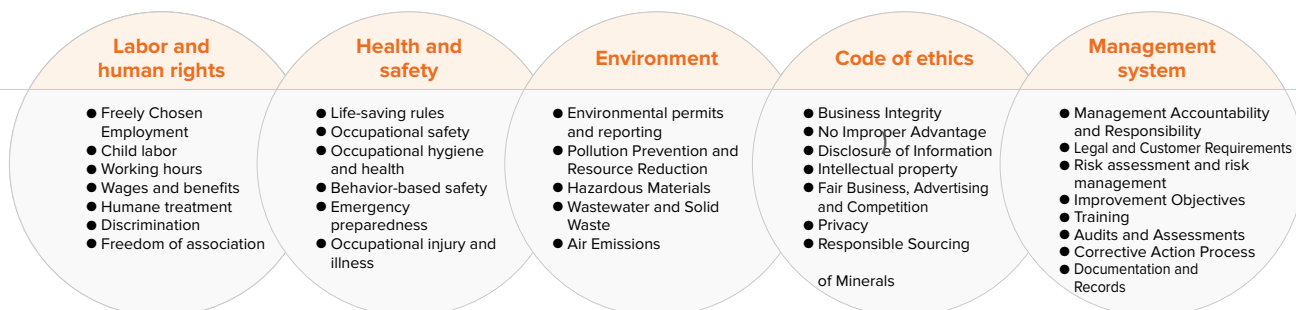 Labor and
human rights
● Freely Chosen
Employment
● Child labor
● Working hours
● Wages and benefits
● Humane treatment
● Discrimination
● Freedom of association
Health and
safety
● Life-saving rules
● Occupational safety
● Occupational hygiene
and health
● Behavior-based safety
● Emergency
preparedness
● Occupational injury and
illness
Environment
● Environmental permits
and reporting
● Pollution Prevention and
Resource Reduction
● Hazardous Materials
● Wastewater and Solid
Waste
● Air Emissions
Code of ethics
● Business Integrity
● No Improper Advantage
● Disclosure of Information
● Intellectual property
● Fair Business, Advertising
and Competition
● Privacy
● Responsible Sourcing
of Minerals
Management
system
● Management Accountability
and Responsibility
● Legal and Customer Requirements
● Risk assessment and risk
management
● Improvement Objectives
● Training
● Audits and Assessments
● Corrective Action Process
● Documentation and
Records